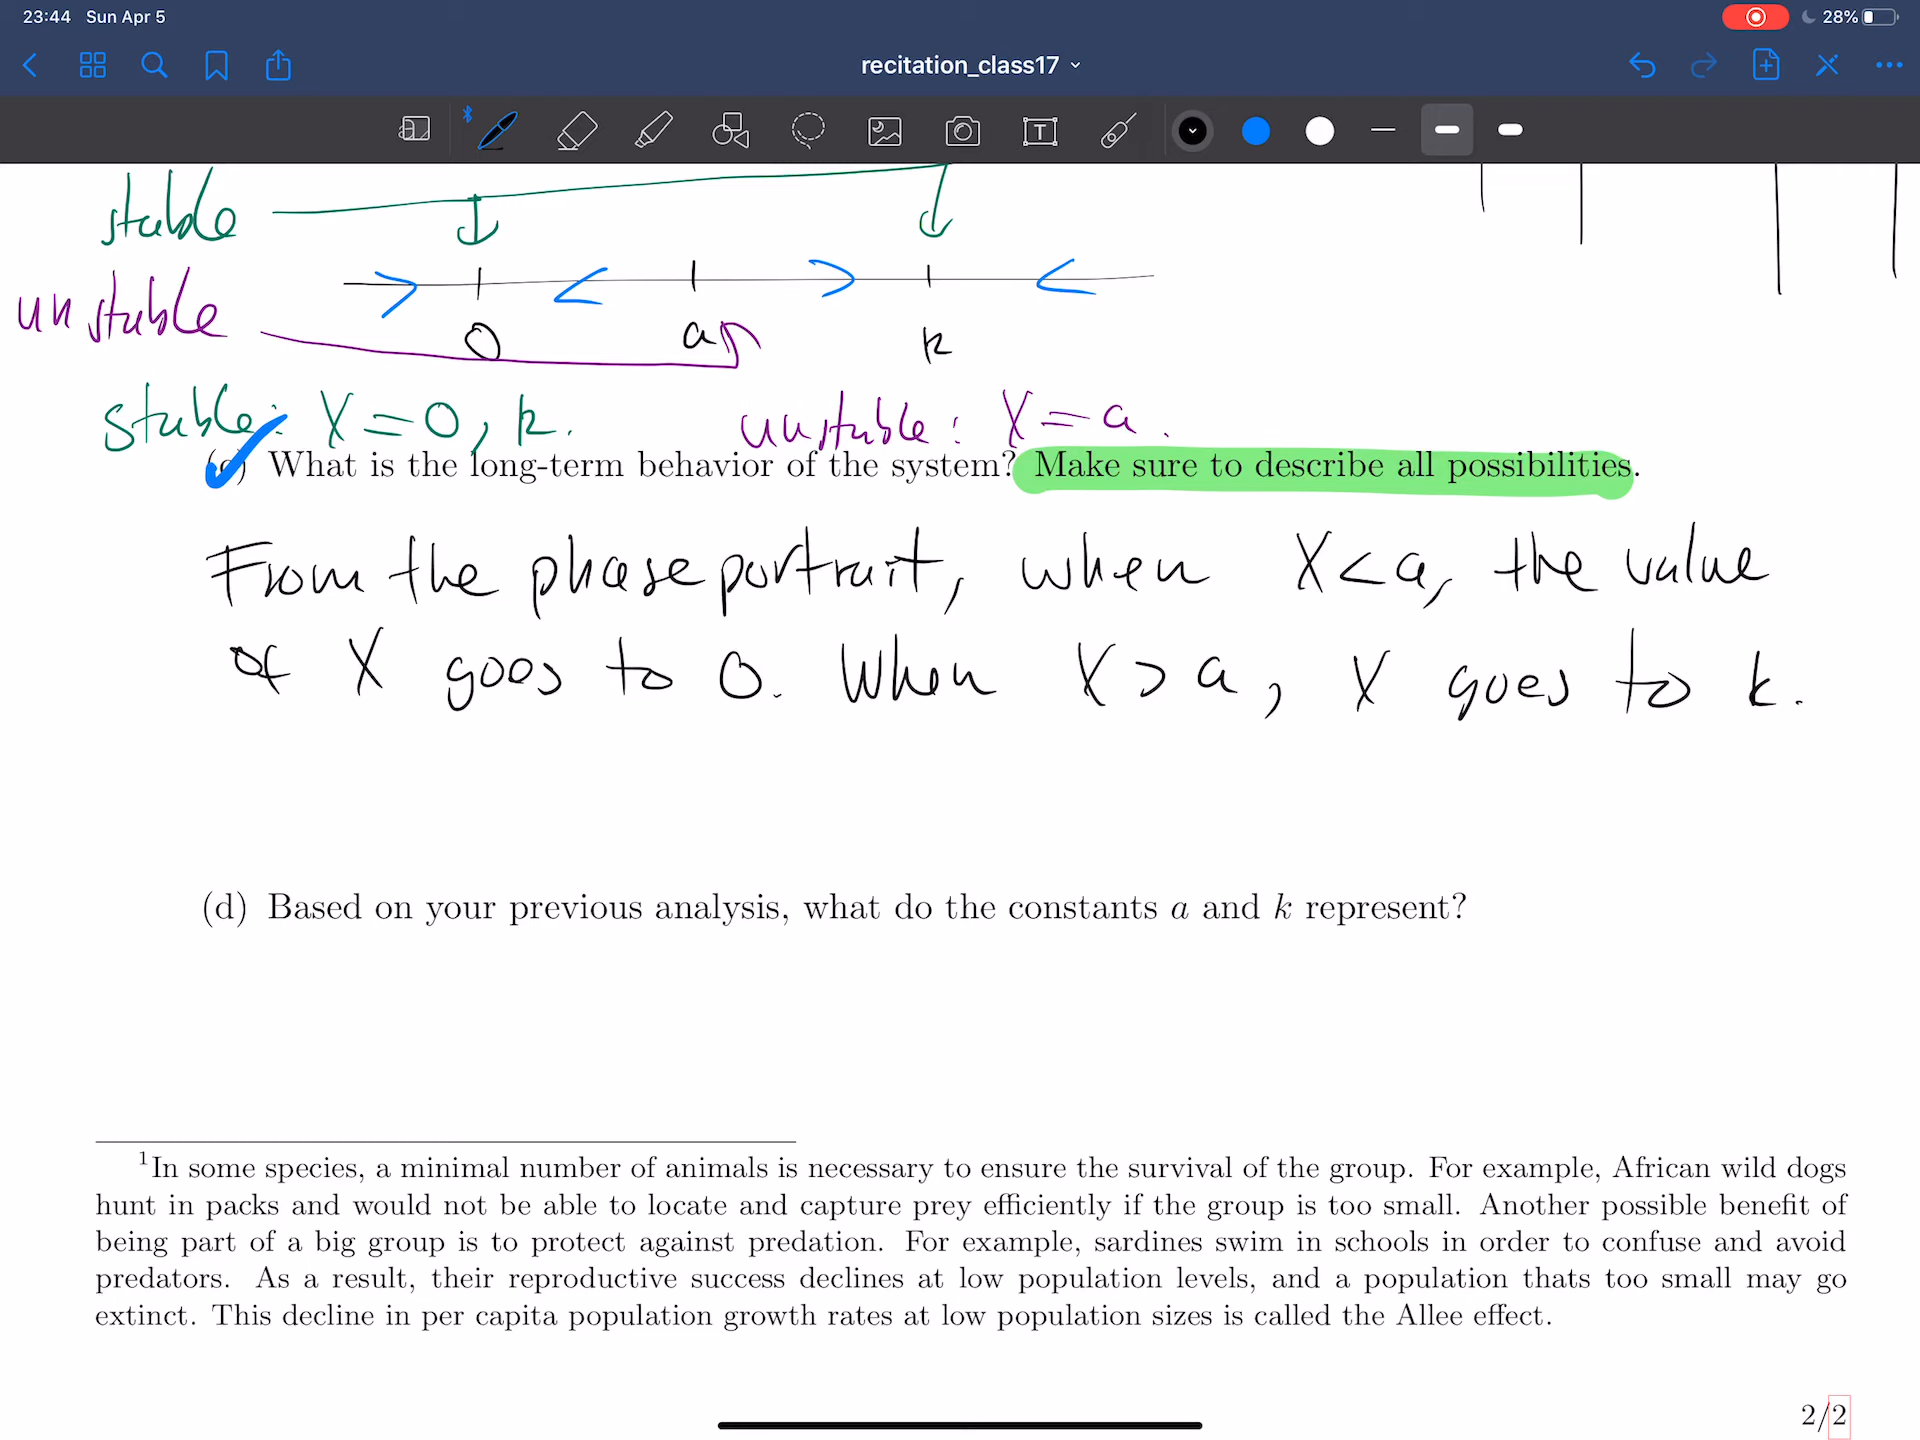 23:44 Sun Apr 5
28%
recitation_class17
T
stable
unstable
0 a k
stable: X = 0, k. unstable: X = a.
What is the long-term behavior of the system? Make sure to describe all possibilities.
From the phase portrait, when X < a, the value
of X goes to 0. When X > a, X goes to k.
(d) Based on your previous analysis, what do the constants a and k represent?
1In some species, a minimal number of animals is necessary to ensure the survival of the group. For example, African wild dogs
hunt in packs and would not be able to locate and capture prey efficiently if the group is too small. Another possible benefit of
being part of a big group is to protect against predation. For example, sardines swim in schools in order to confuse and avoid
predators. As a result, their reproductive success declines at low population levels, and a population thats too small may go
extinct. This decline in per capita population growth rates at low population sizes is called the Allee effect.
2/2